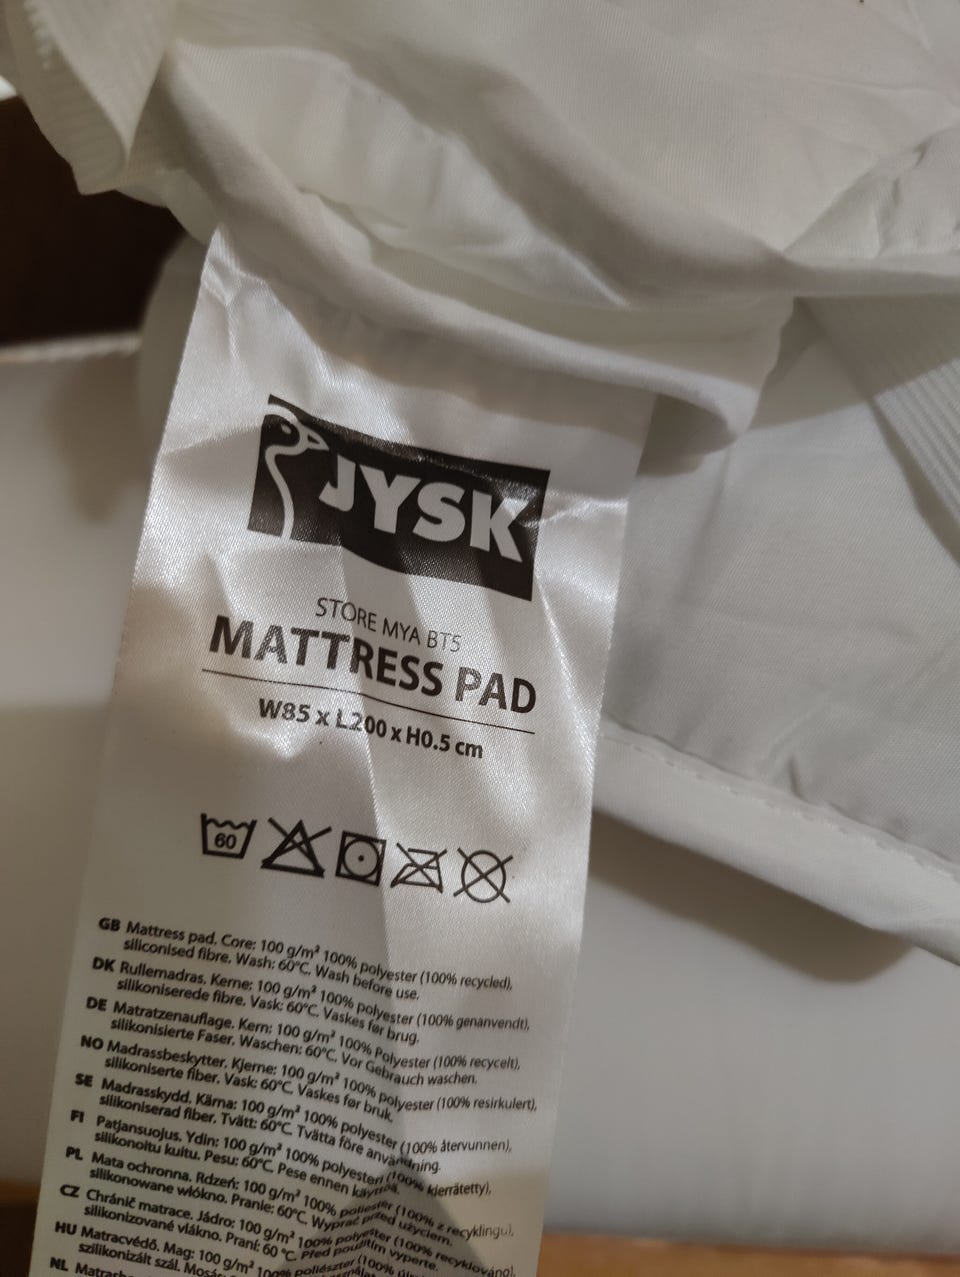 JYSK
STORE MYA BT5
MATTRESS PAD
W85 x L200 x H0.5 cm
60
GB Mattress pad. Core: 100 g/m² 100% polyester (100% recycled),
siliconised fibre. Wash: 60°C. Wash before use.
DK Rullemadras. Kerne: 100 g/m² 100% polyester (100% genanvendt),
silikoniserede fibre. Vask: 60°C. Vaskes før brug.
DE Matratzenauflage. Kern: 100 g/m² 100% Polyester (100% recycelt),
silikonisierte Faser. Waschen: 60°C. Vor Gebrauch waschen.
NO Madrassbeskytter. Kjerne: 100 g/m² 100% polyester (100% resirkulert),
silikoniserte fiber. Vask: 60°C. Vaskes før bruk.
SE Madrasskydd. Kärna: 100 g/m² 100% polyester (100% återvunnen),
silikoniserad fiber. Tvätt: 60°C. Tvätta före användning.
FI Patjansuojus. Ydin: 100 g/m² 100% polyesteri (100% kierrätetty),
silikonoitu kuitu. Pesu: 60°C. Pese ennen käyttöä.
PL Mata ochronna. Rdzeń: 100 g/m² 100% poliester (100% z recyklingu),
silikonowane włókno. Pranie: 60°C. Wyprać przed użyciem.
CZ Chránič matrace. Jádro: 100 g/m² 100% polyester (100% recyklováno),
silikonizované vlákno. Praní: 60 °C. Před použitím vyperte.
HU Matracvédő. Mag: 100 g/m² 100% poliészter (100%
szilikonizált szál.
NL